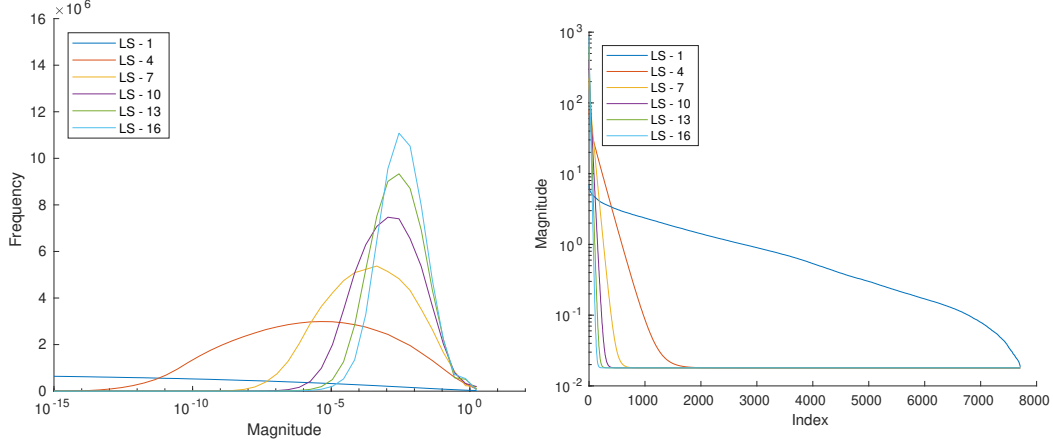 ×10^6
16
14
12
10
8
6
4
2
0
Frequency
LS - 1
LS - 4
LS - 7
LS - 10
LS - 13
LS - 16
10^-15
10^-10
10^-5
10^0
Magnitude
10^3
10^2
10^1
10^0
10^-1
10^-2
Magnitude
LS - 1
LS - 4
LS - 7
LS - 10
LS - 13
LS - 16
0
1000
2000
3000
4000
5000
6000
7000
8000
Index